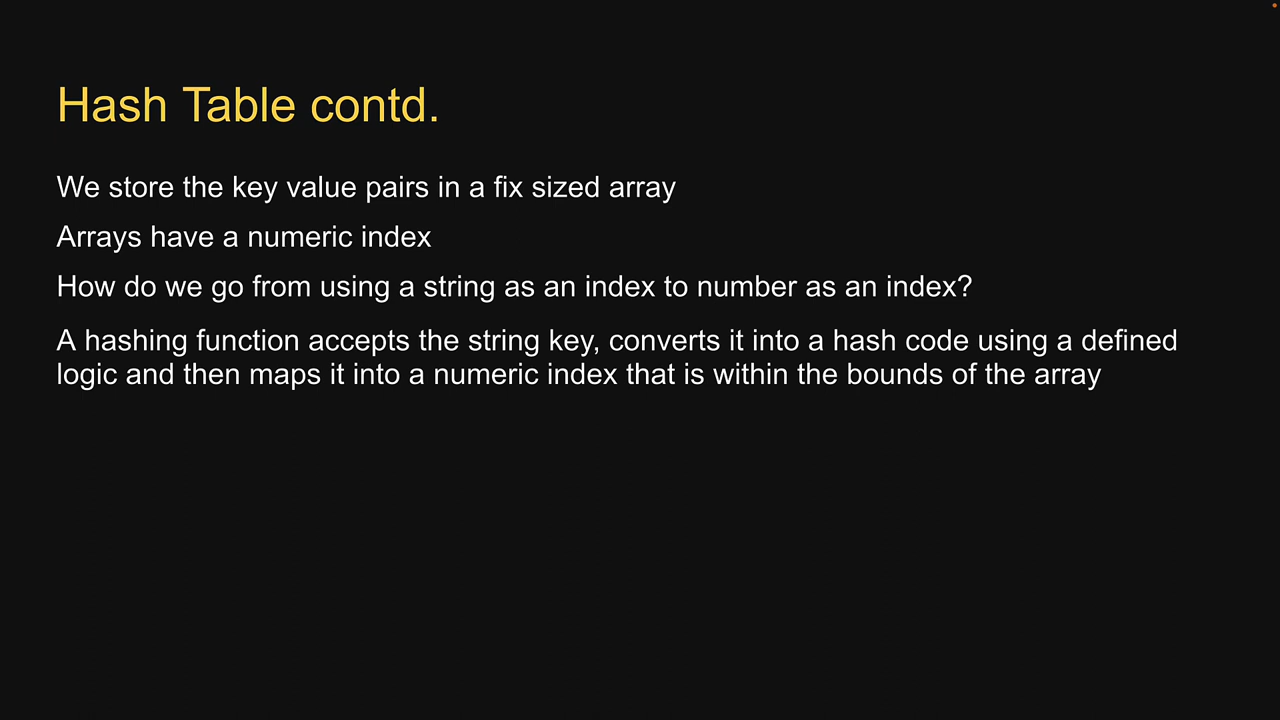 Hash Table contd.
We store the key value pairs in a fix sized array
Arrays have a numeric index
How do we go from using a string as an index to number as an index?
A hashing function accepts the string key, converts it into a hash code using a defined
logic and then maps it into a numeric index that is within the bounds of the array